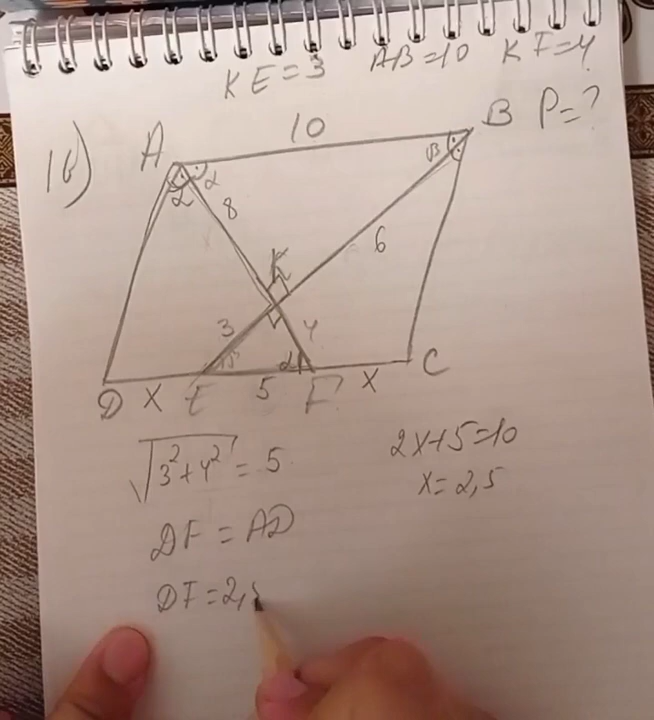 KE=3 AB=10 KF=4
P=?
16)
A 10 B
α α β
8
K 6
3 4
α
D X E 5 F X C
√3²+4² = 5
2X+5=10
X=2,5
DF = AD
DF=2,5